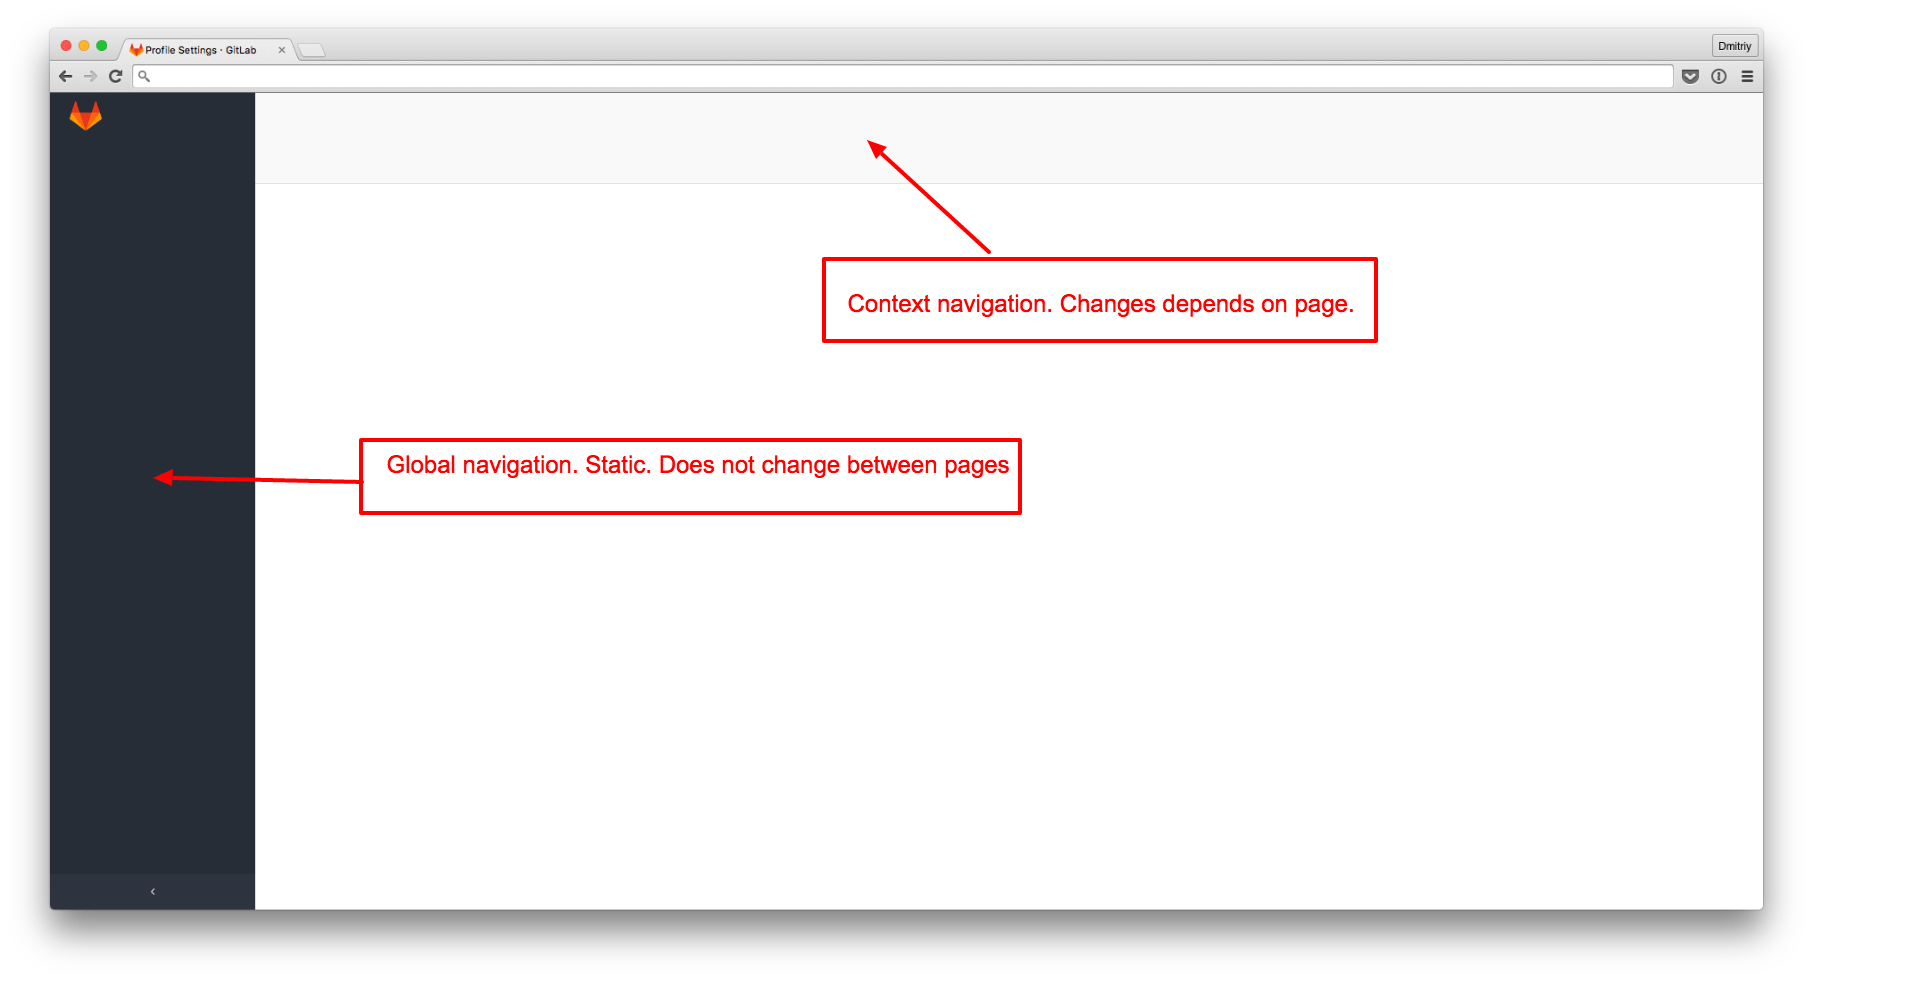 Profile Settings · GitLab
Dmitriy
Context navigation. Changes depends on page.
Global navigation. Static. Does not change between pages